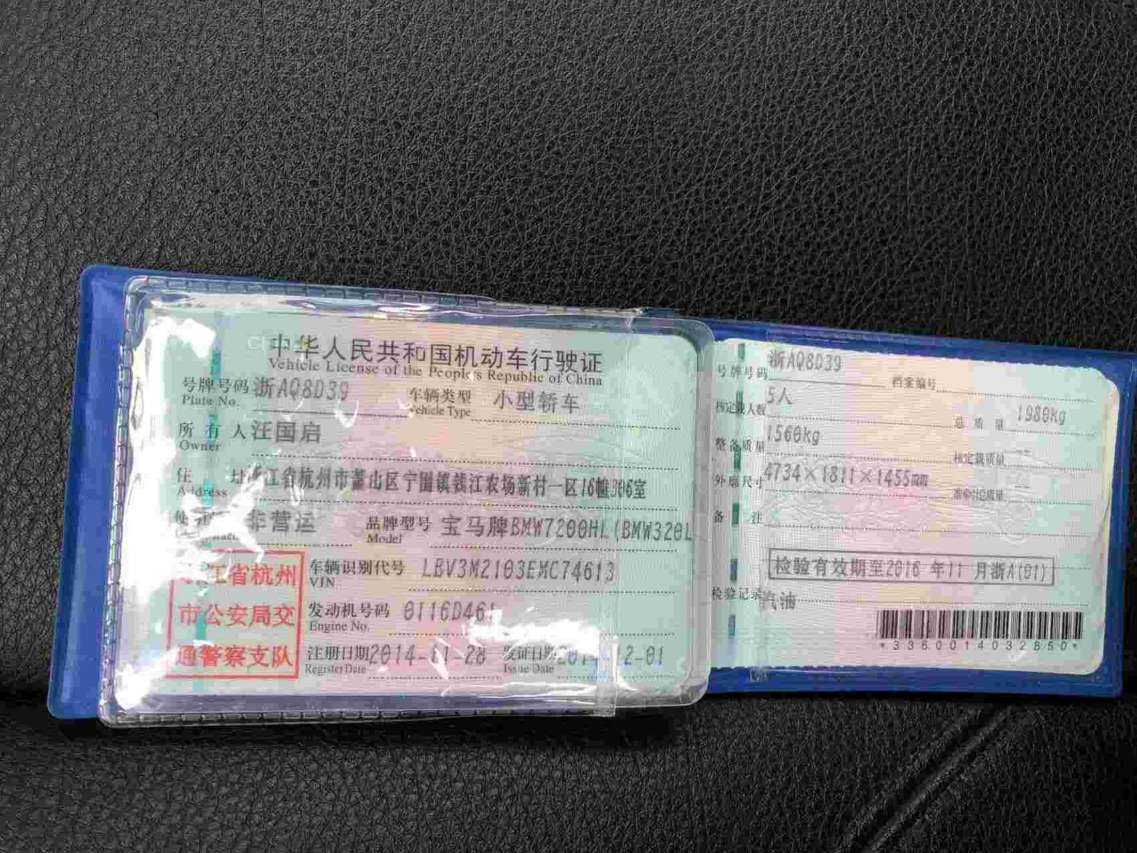 中华人民共和国机动车行驶证
Vehicle License of the People's Republic of China
号牌号码 浙AQ8D39 车辆类型 小型轿车
Plate No. Vehicle Type
所有人 汪国启
Owner
住 江省杭州市萧山区宁围镇钱江农场新村一区16幢306室
Address
车营运 品牌型号 宝马牌BMW7200HL(BMW320L
Model
江省杭州
市公安局交
通警察支队
车辆识别代号 LBV3M2103EMC74613
VIN
发动机号码 0116D46
Engine No.
注册日期 2014-11-28 发证日期 2014-12-01
Register Date Issue Date
号牌号码 浙AQ8D39 档案编号
核定载人数 5人 总质量 1980kg
整备质量 1560kg 核定载质量 --
外廓尺寸 4734×1811×1455mm 准牵引总质量 --
备注
检验有效期至2016年11月浙A(01)
检验记录 汽油
*3360014032850*